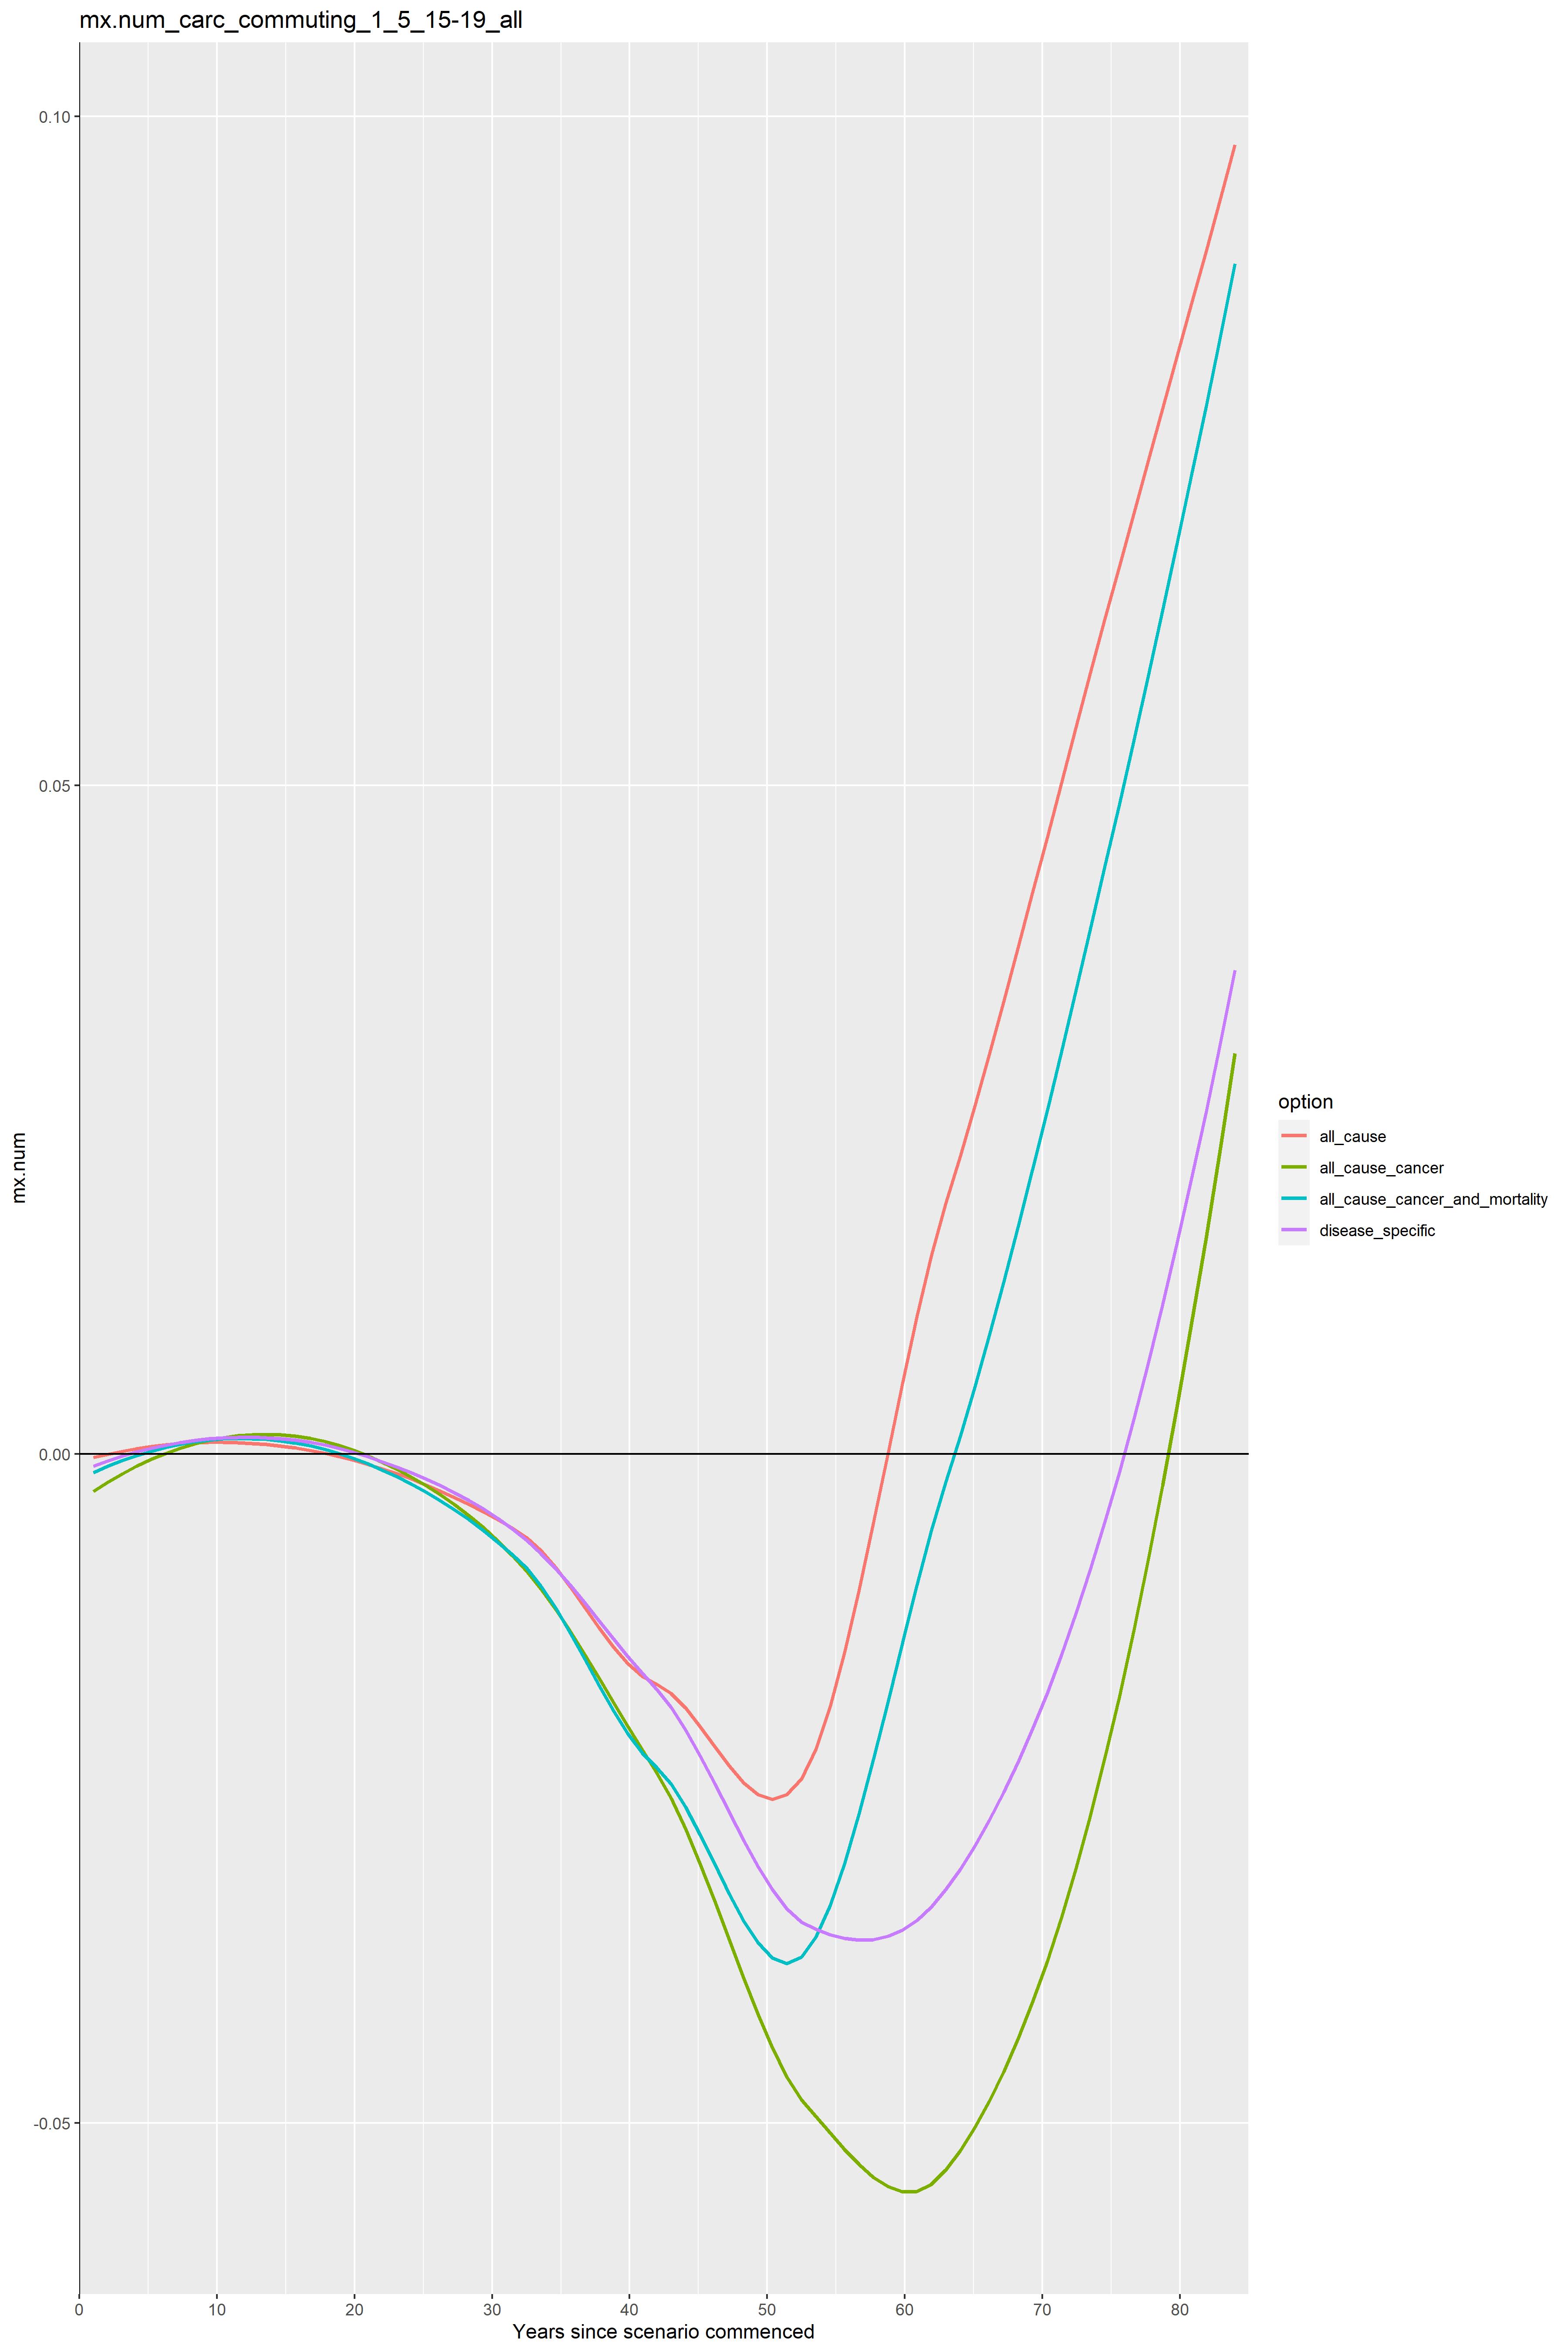 mx.num_carc_commuting_1_5_15-19_all
0.10
0.05
0.00
-0.05
mx.num
0 10 20 30 40 50 60 70 80
Years since scenario commenced
option
all_cause
all_cause_cancer
all_cause_cancer_and_mortality
disease_specific